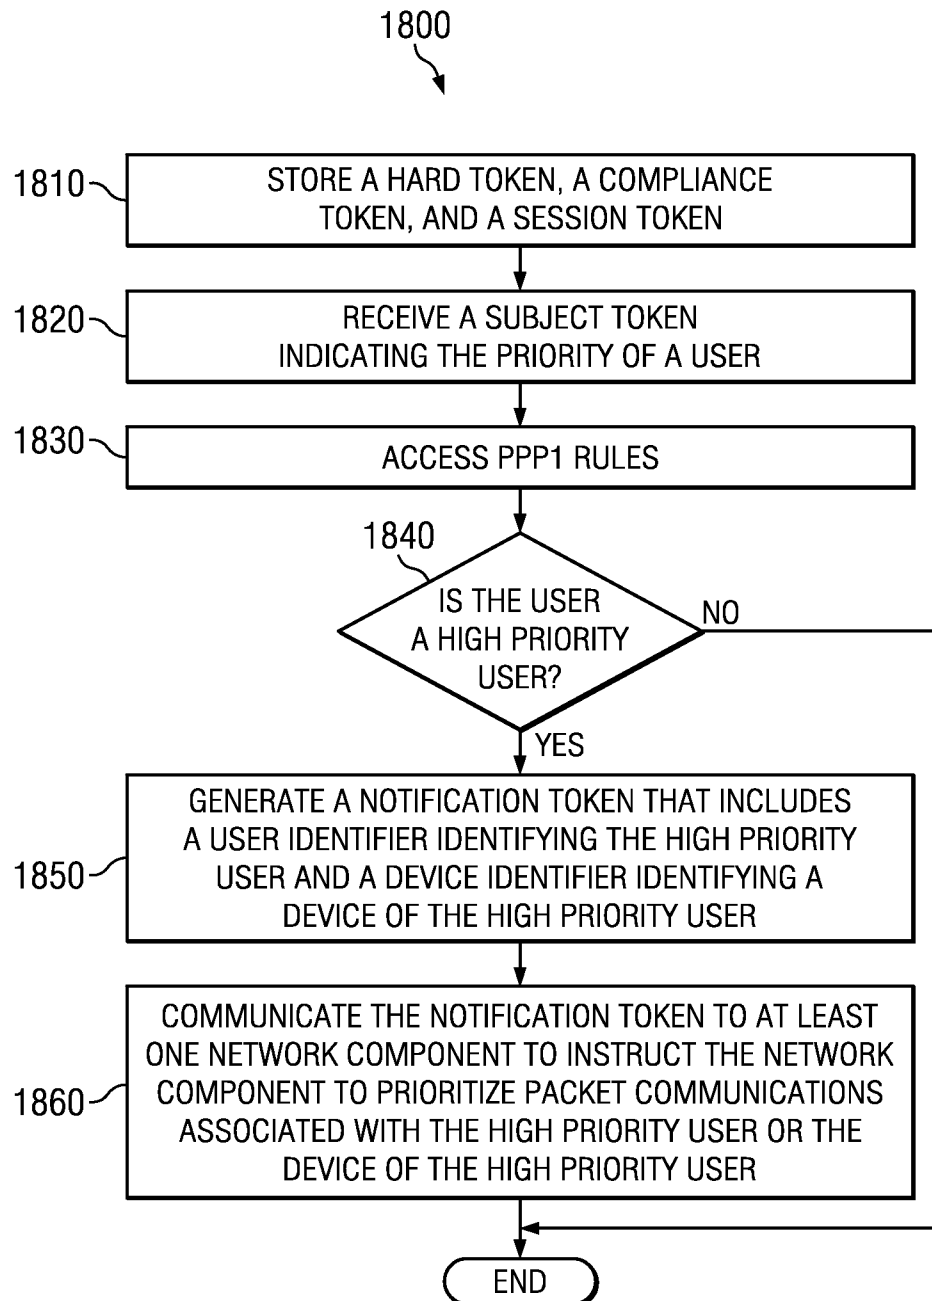 1800
1810
STORE A HARD TOKEN, A COMPLIANCE
TOKEN, AND A SESSION TOKEN
1820
RECEIVE A SUBJECT TOKEN
INDICATING THE PRIORITY OF A USER
1830
ACCESS PPP1 RULES
1840
IS THE USER
A HIGH PRIORITY
USER?
NO
YES
1850
GENERATE A NOTIFICATION TOKEN THAT INCLUDES
A USER IDENTIFIER IDENTIFYING THE HIGH PRIORITY
USER AND A DEVICE IDENTIFIER IDENTIFYING A
DEVICE OF THE HIGH PRIORITY USER
1860
COMMUNICATE THE NOTIFICATION TOKEN TO AT LEAST
ONE NETWORK COMPONENT TO INSTRUCT THE NETWORK
COMPONENT TO PRIORITIZE PACKET COMMUNICATIONS
ASSOCIATED WITH THE HIGH PRIORITY USER OR THE
DEVICE OF THE HIGH PRIORITY USER
END